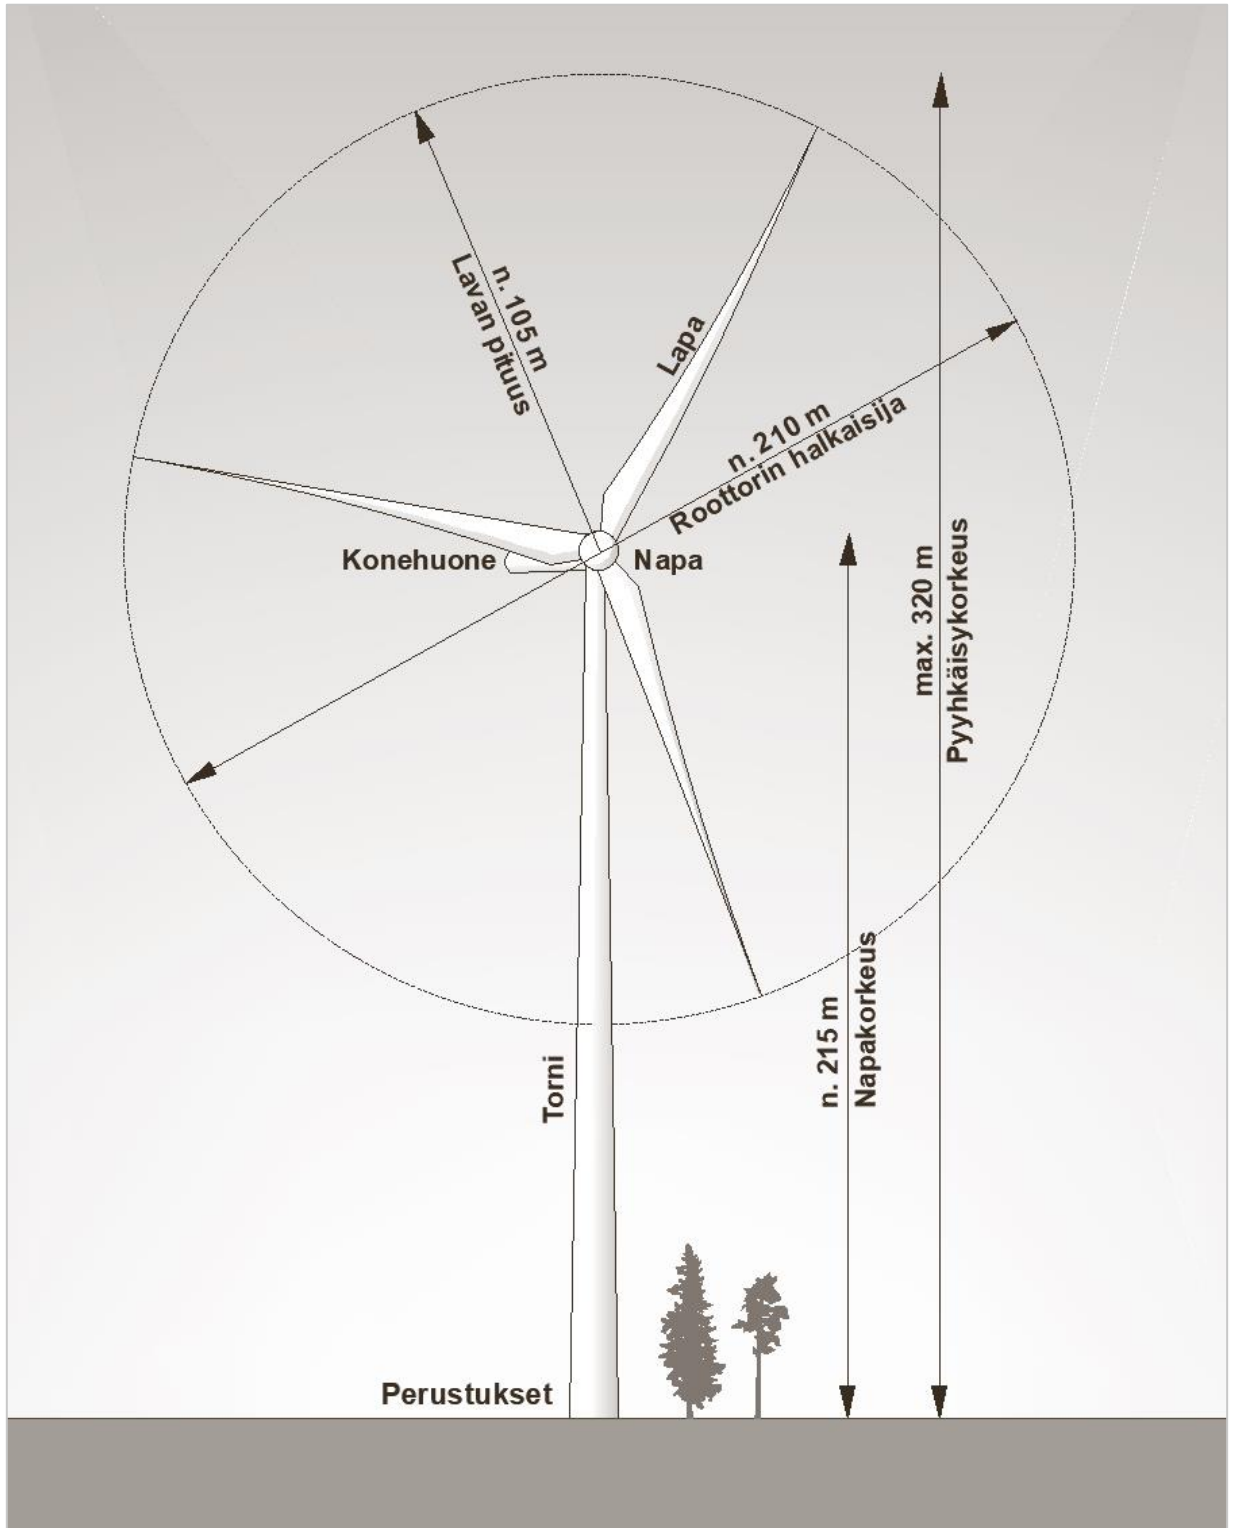 n. 105 m
Lavan pituus
Lapa
n. 210 m
Roottorin halkaisija
Konehuone
Napa
max. 320 m
Pyyhkäisykorkeus
n. 215 m
Napakorkeus
Torni
Perustukset